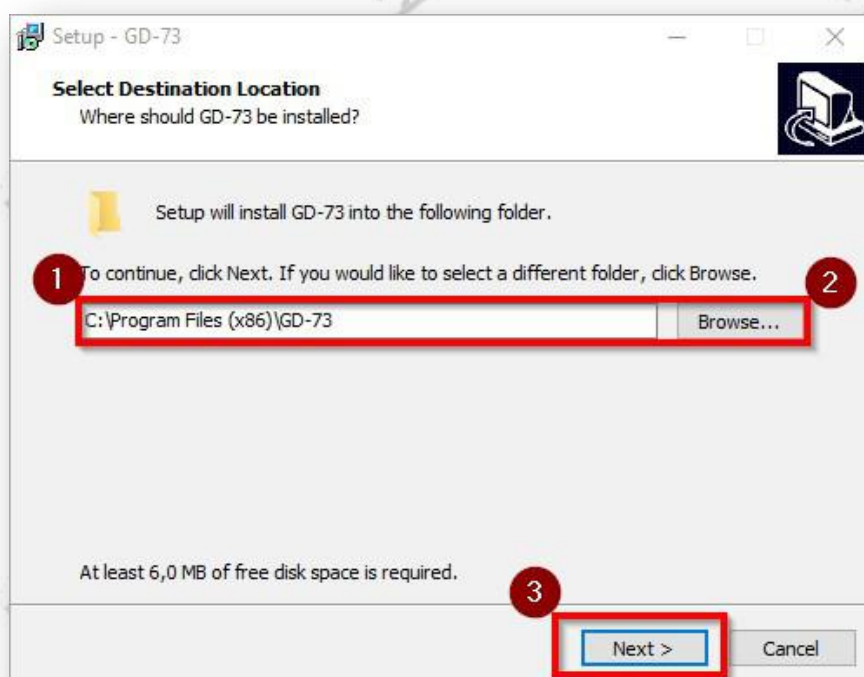 Setup - GD-73
Select Destination Location
Where should GD-73 be installed?
Setup will install GD-73 into the following folder.
1
To continue, click Next. If you would like to select a different folder, click Browse.
2
C:\Program Files (x86)\GD-73
Browse...
At least 6,0 MB of free disk space is required.
3
Next >
Cancel